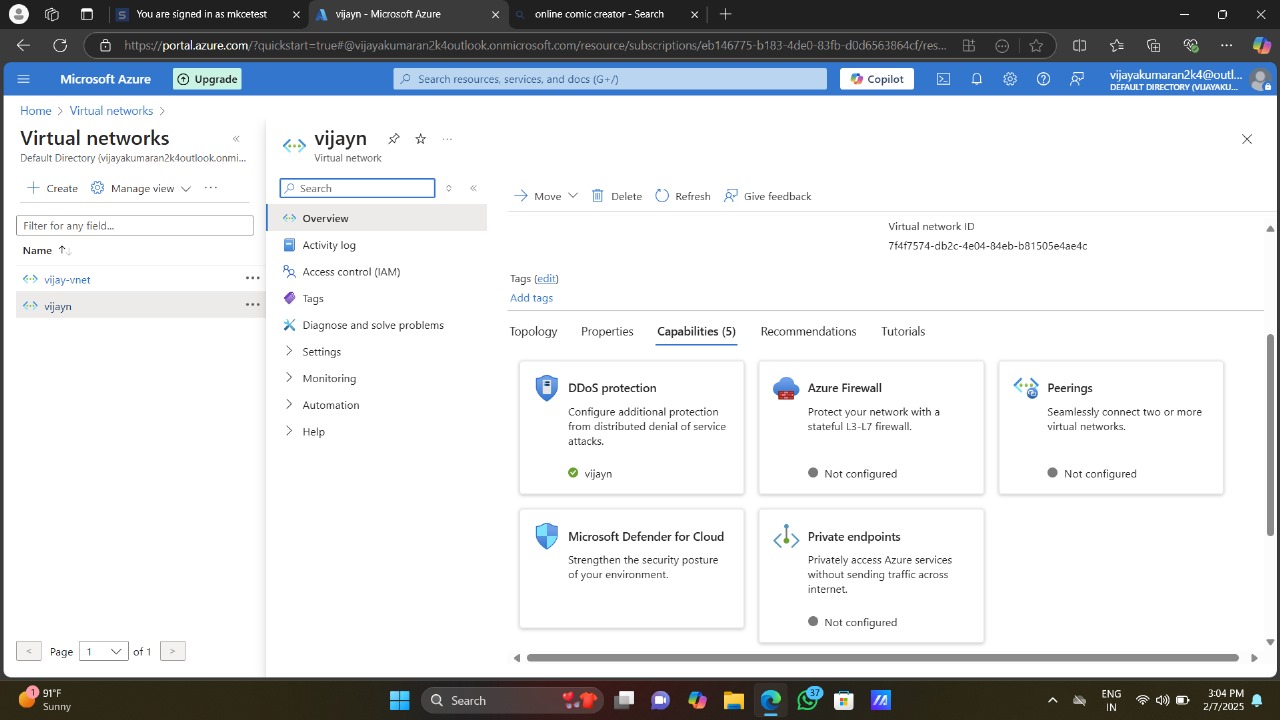 You are signed in as mkcetest
vijayn - Microsoft Azure
online comic creator - Search
https://portal.azure.com/?quickstart=true#@vijayakumaran2k4outlook.onmicrosoft.com/resource/subscriptions/eb146775-b183-4de0-83fb-d0d6563864cf/res...
Microsoft Azure
Upgrade
Search resources, services, and docs (G+/)
Copilot
vijayakumaran2k4@outl...
DEFAULT DIRECTORY (VIJAYAKU...
Home > Virtual networks >
Virtual networks
Default Directory (vijayakumaran2k4outlook.onmi...
Create
Manage view
Filter for any field...
Name
vijay-vnet
vijayn
< Page 1 of 1 >
vijayn
Virtual network
Search
Overview
Activity log
Access control (IAM)
Tags
Diagnose and solve problems
Settings
Monitoring
Automation
Help
Move
Delete
Refresh
Give feedback
Virtual network ID
7f4f7574-db2c-4e04-84eb-b81505e4ae4c
Tags (edit)
Add tags
Topology
Properties
Capabilities (5)
Recommendations
Tutorials
DDoS protection
Configure additional protection
from distributed denial of service
attacks.
vijayn
Azure Firewall
Protect your network with a
stateful L3-L7 firewall.
Not configured
Peerings
Seamlessly connect two or more
virtual networks.
Not configured
Microsoft Defender for Cloud
Strengthen the security posture
of your environment.
Private endpoints
Privately access Azure services
without sending traffic across
internet.
Not configured
1
91°F
Sunny
Search
37
ENG
IN
3:04 PM
2/7/2025